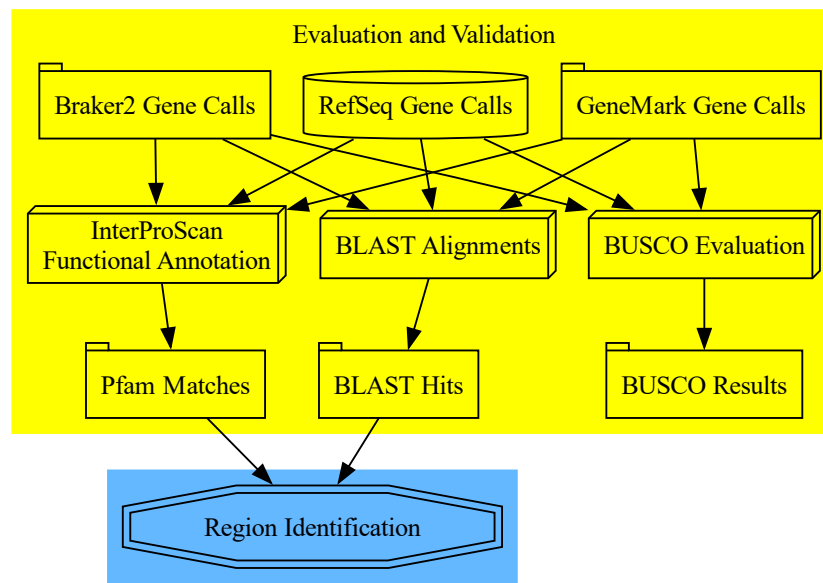 Evaluation and Validation
Braker2 Gene Calls
RefSeq Gene Calls
GeneMark Gene Calls
InterProScan
Functional Annotation
BLAST Alignments
BUSCO Evaluation
Pfam Matches
BLAST Hits
BUSCO Results
Region Identification